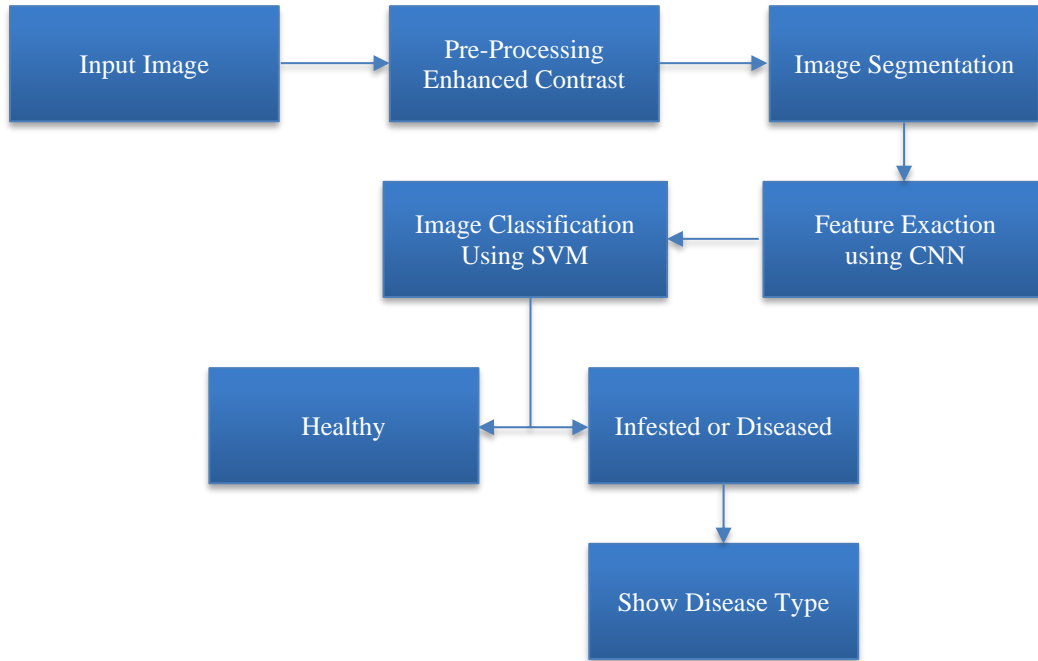 Input Image
Pre-Processing
Enhanced Contrast
Image Segmentation
Feature Exaction
using CNN
Image Classification
Using SVM
Healthy
Infested or Diseased
Show Disease Type